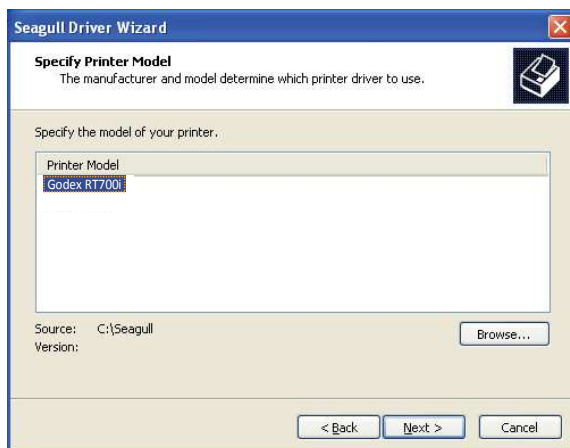 Seagull Driver Wizard
Specify Printer Model
The manufacturer and model determine which printer driver to use.
Specify the model of your printer.
Printer Model
Godex RT700i
Source: C:\Seagull
Browse...
Version:
< Back
Next >
Cancel